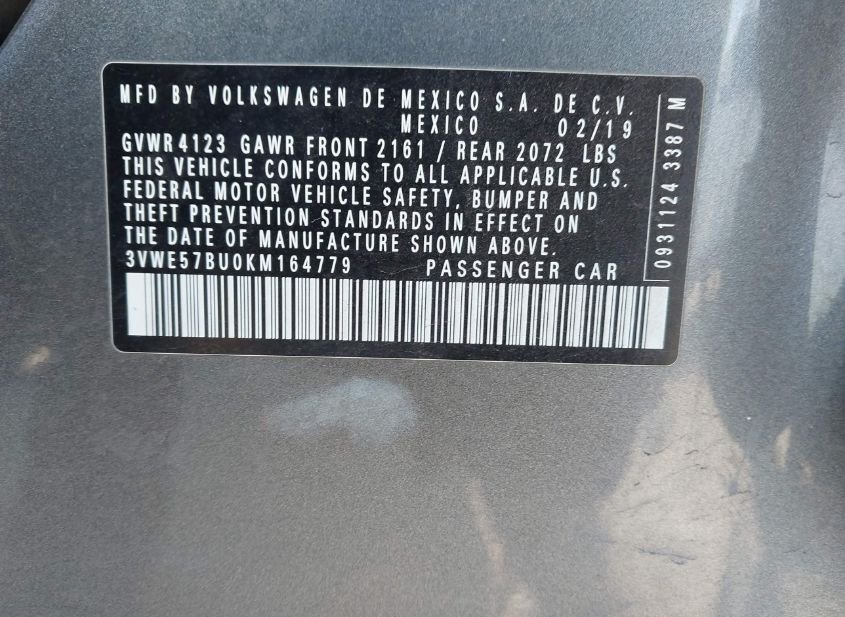 MFD BY VOLKSWAGEN DE MEXICO S.A. DE C.V.
MEXICO 02/19
GVWR 4123 GAWR FRONT 2161 / REAR 2072 LBS
THIS VEHICLE CONFORMS TO ALL APPLICABLE U.S.
FEDERAL MOTOR VEHICLE SAFETY, BUMPER AND
THEFT PREVENTION STANDARDS IN EFFECT ON
THE DATE OF MANUFACTURE SHOWN ABOVE.
3VWE57BU0KM164779 PASSENGER CAR
0931124 3387 M